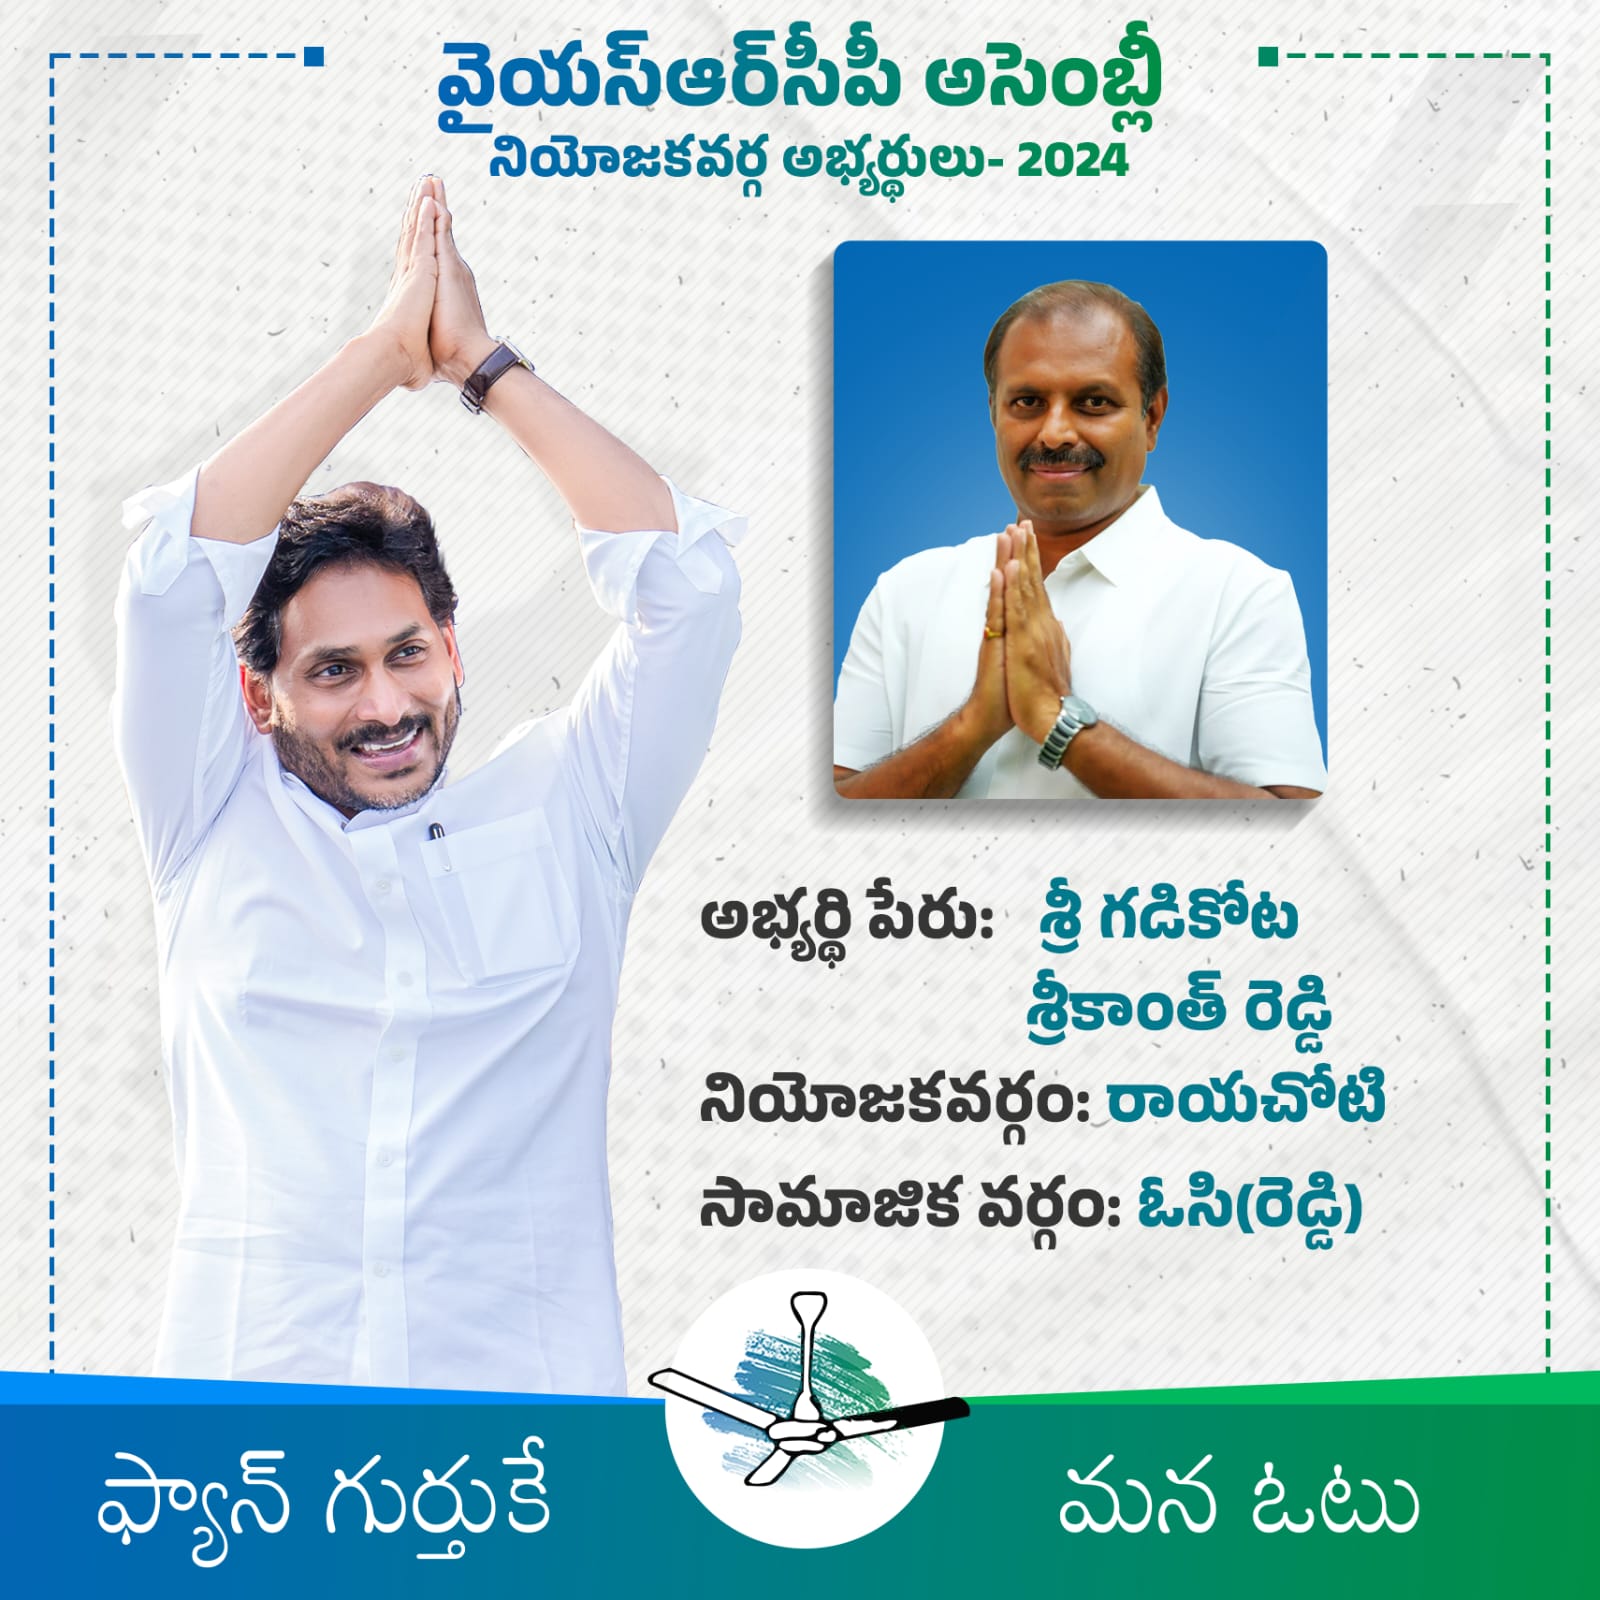 వైయస్ఆర్‌సీపీ అసెంబ్లీ
నియోజకవర్గ అభ్యర్థులు- 2024
అభ్యర్థి పేరు: శ్రీ గడికోట
శ్రీకాంత్ రెడ్డి
నియోజకవర్గం: రాయచోటి
సామాజిక వర్గం: ఓసి(రెడ్డి)
ఫ్యాన్ గుర్తుకే మన ఓటు